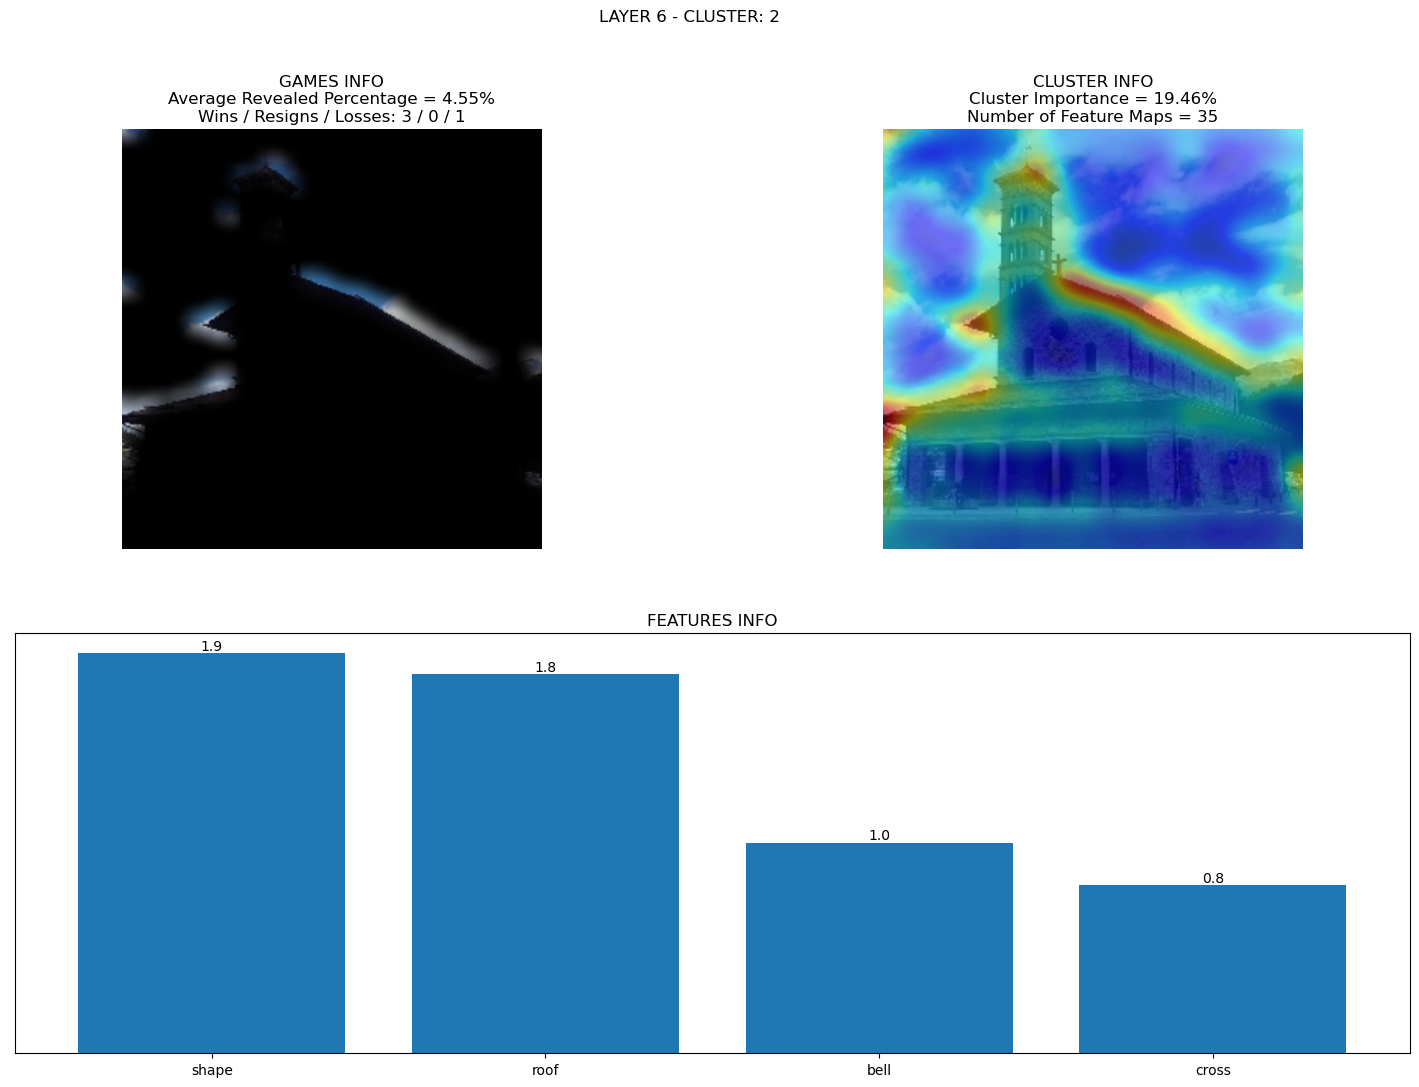 LAYER 6 - CLUSTER: 2
GAMES INFO
Average Revealed Percentage = 4.55%
Wins / Resigns / Losses: 3 / 0 / 1
CLUSTER INFO
Cluster Importance = 19.46%
Number of Feature Maps = 35
FEATURES INFO
1.9
1.8
1.0
0.8
shape
roof
bell
cross